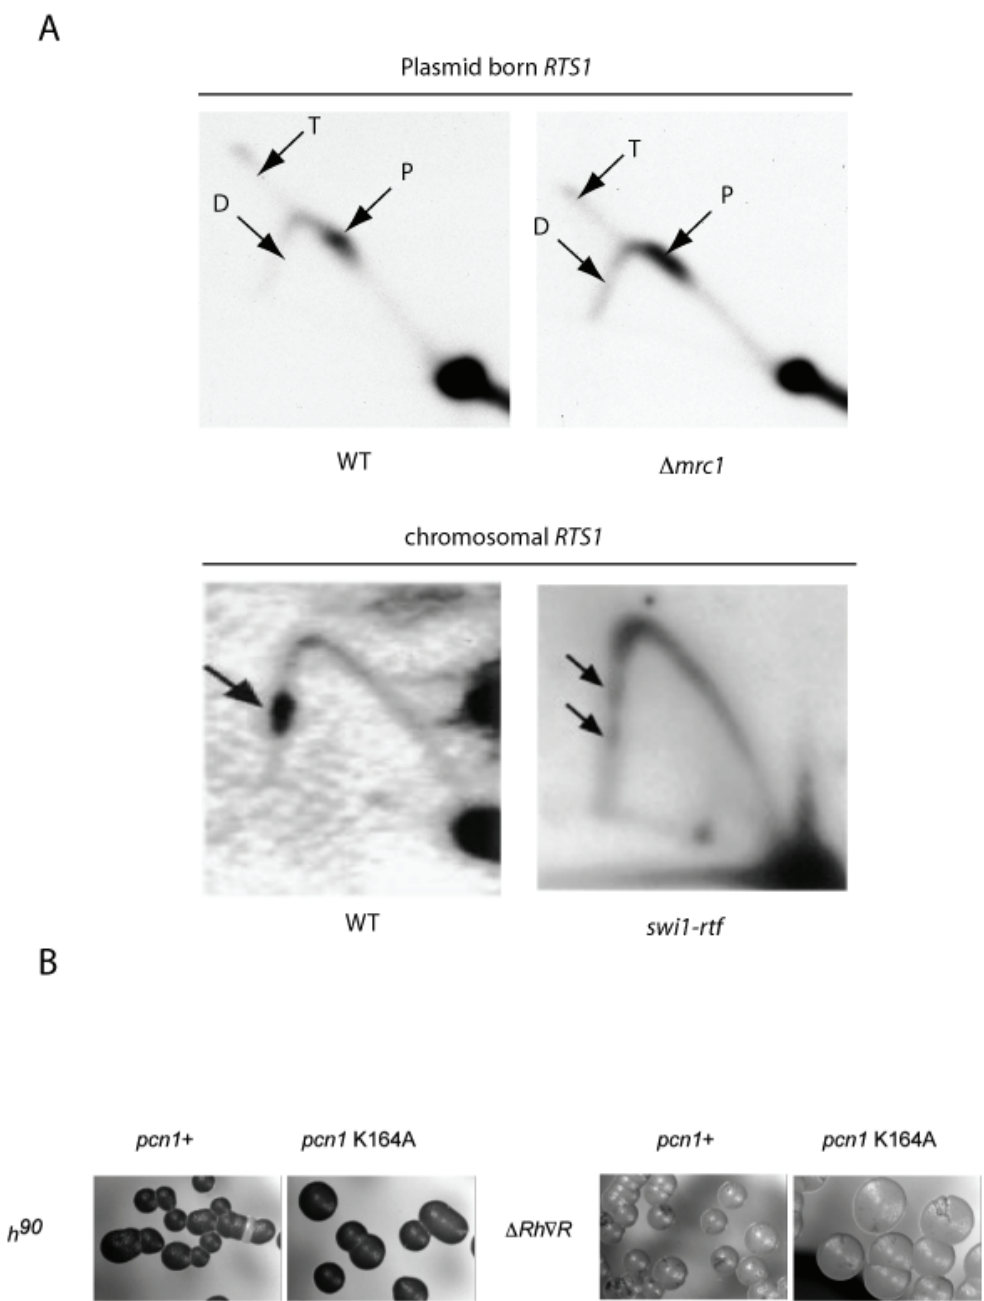 A
Plasmid born RTS1
T
P
D
T
P
D
WT
Δmrc1
chromosomal RTS1
WT
swi1-rtf
B
pcn1+
pcn1 K164A
pcn1+
pcn1 K164A
h90
ΔRh∇R